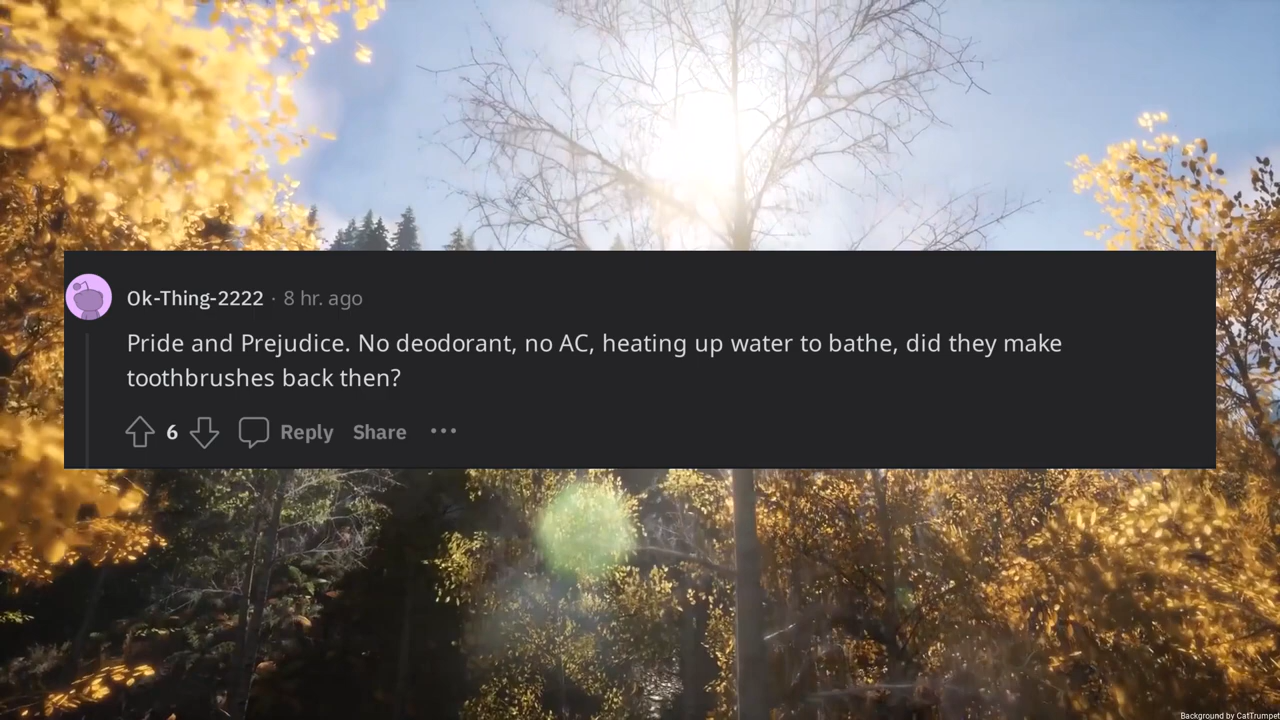 Ok-Thing-2222 · 8 hr. ago
Pride and Prejudice. No deodorant, no AC, heating up water to bathe, did they make
toothbrushes back then?
6 Reply Share ···
Background by CatTrumpet